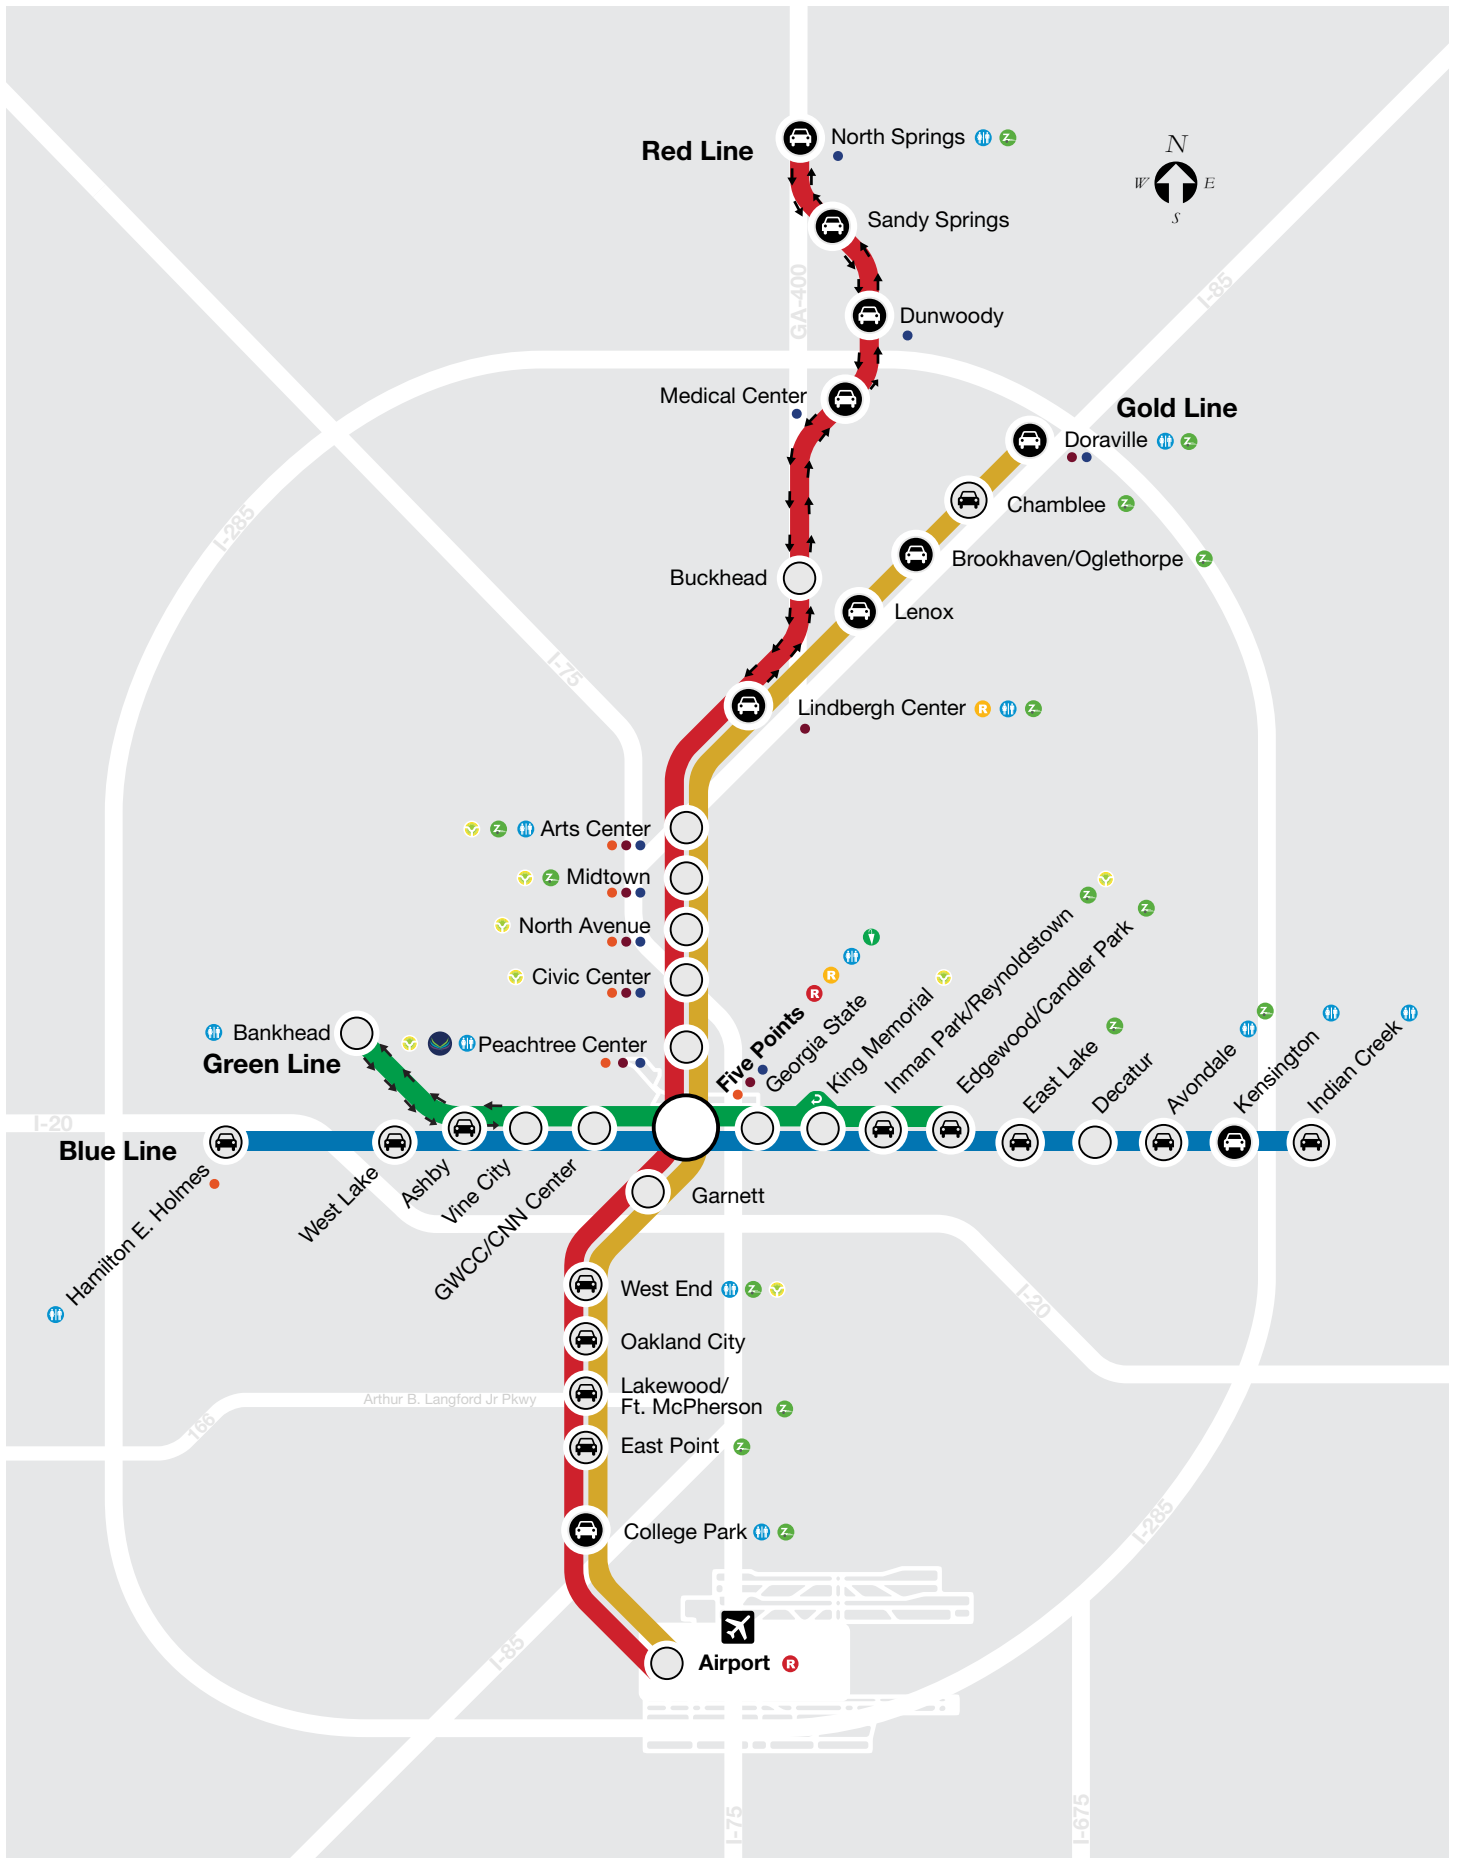 North Springs
Red Line
N
W
E
S
Sandy Springs
GA-400
I-85
Dunwoody
Medical Center
Gold Line
Doraville
Chamblee
I-285
Brookhaven/Oglethorpe
Buckhead
Lenox
I-75
Lindbergh Center
R
Arts Center
Midtown
North Avenue
Civic Center
Peachtree Center
Bankhead
Green Line
Five Points
R
R
Georgia State
King Memorial
Inman Park/Reynoldstown
Edgewood/Candler Park
East Lake
Decatur
Avondale
Kensington
Indian Creek
I-20
Blue Line
Hamilton E. Holmes
West Lake
Ashby
Vine City
GWCC/CNN Center
Garnett
West End
I-20
Oakland City
Lakewood/
Ft. McPherson
Arthur B. Langford Jr Pkwy
166
East Point
College Park
I-285
I-85
Airport
R
I-75
I-675